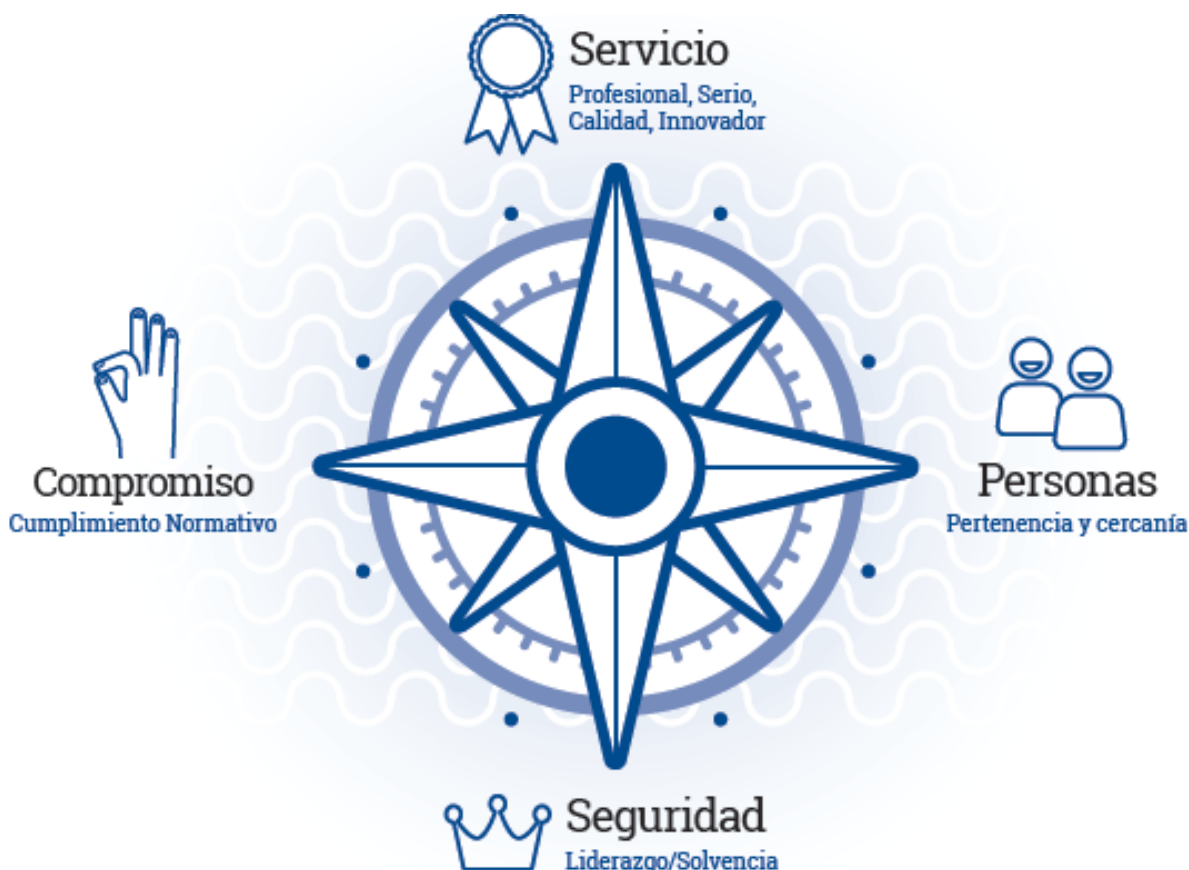 Servicio
Profesional, Serio,
Calidad, Innovador
Compromiso
Cumplimiento Normativo
Personas
Pertenencia y cercanía
Seguridad
Liderazgo/Solvencia